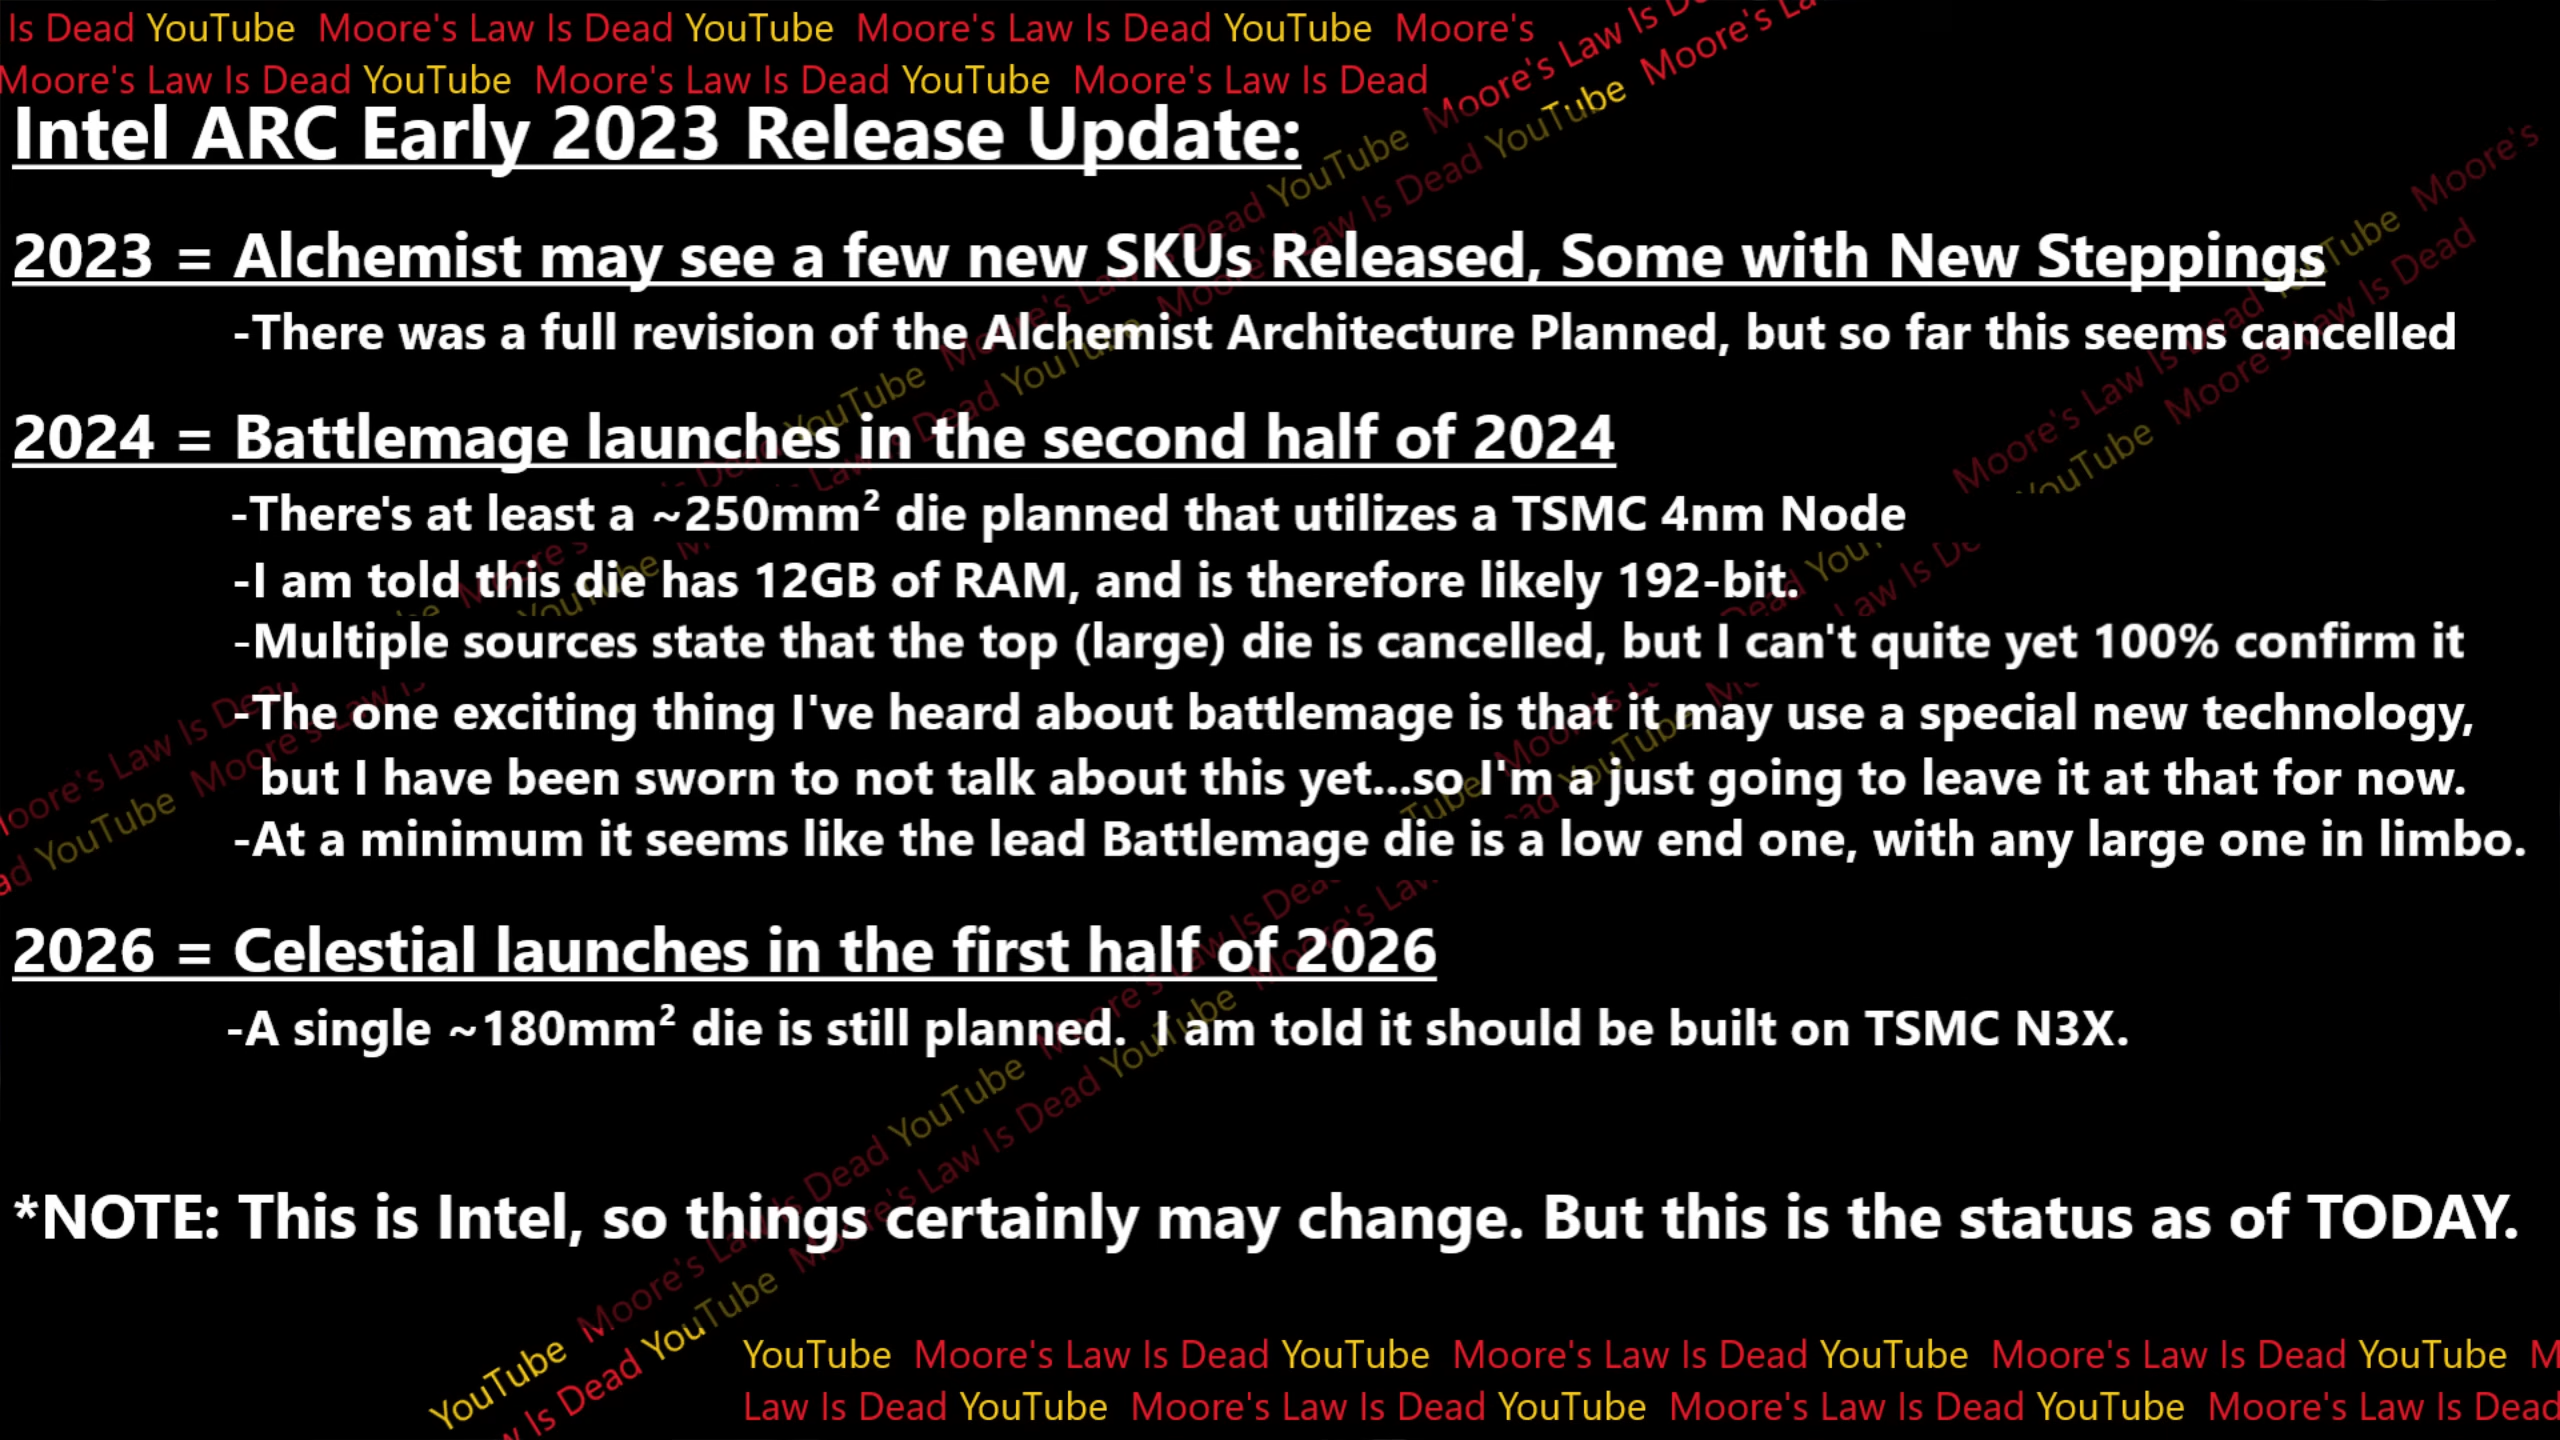 Is Dead YouTube Moore's Law Is Dead YouTube Moore's Law Is Dead YouTube Moore's
Moore's Law Is Dead YouTube Moore's Law Is Dead YouTube Moore's Law Is Dead
Intel ARC Early 2023 Release Update:
2023 = Alchemist may see a few new SKUs Released, Some with New Steppings
-There was a full revision of the Alchemist Architecture Planned, but so far this seems cancelled
2024 = Battlemage launches in the second half of 2024
-There's at least a ~250mm² die planned that utilizes a TSMC 4nm Node
-I am told this die has 12GB of RAM, and is therefore likely 192-bit.
-Multiple sources state that the top (large) die is cancelled, but I can't quite yet 100% confirm it
-The one exciting thing I've heard about battlemage is that it may use a special new technology,
but I have been sworn to not talk about this yet...so I'm a just going to leave it at that for now.
-At a minimum it seems like the lead Battlemage die is a low end one, with any large one in limbo.
2026 = Celestial launches in the first half of 2026
-A single ~180mm² die is still planned. I am told it should be built on TSMC N3X.
*NOTE: This is Intel, so things certainly may change. But this is the status as of TODAY.
YouTube Moore's Law Is Dead YouTube Moore's Law Is Dead YouTube Moore's Law Is Dead YouTube M
Law Is Dead YouTube Moore's Law Is Dead YouTube Moore's Law Is Dead YouTube Moore's Law Is Dead